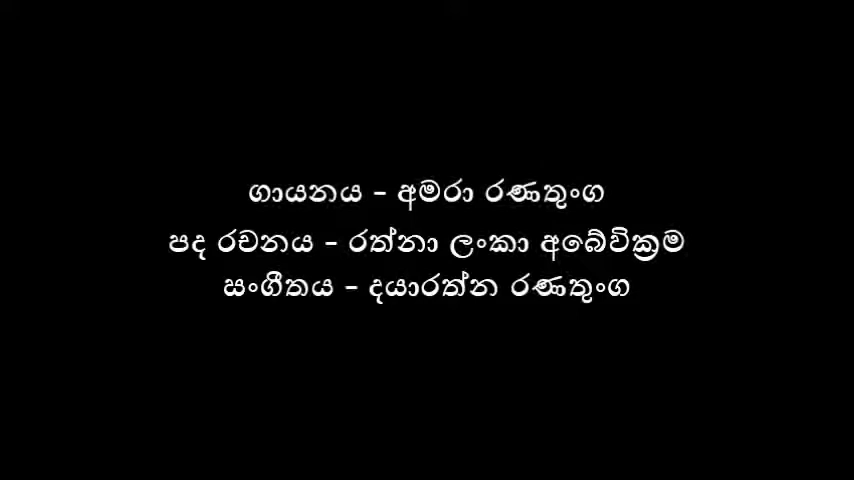 ගායනය – අමරා රණතුංග
පද රචනය – රත්නා ලංකා අබේවික්‍රම
සංගීතය – දයාරත්න රණතුංග